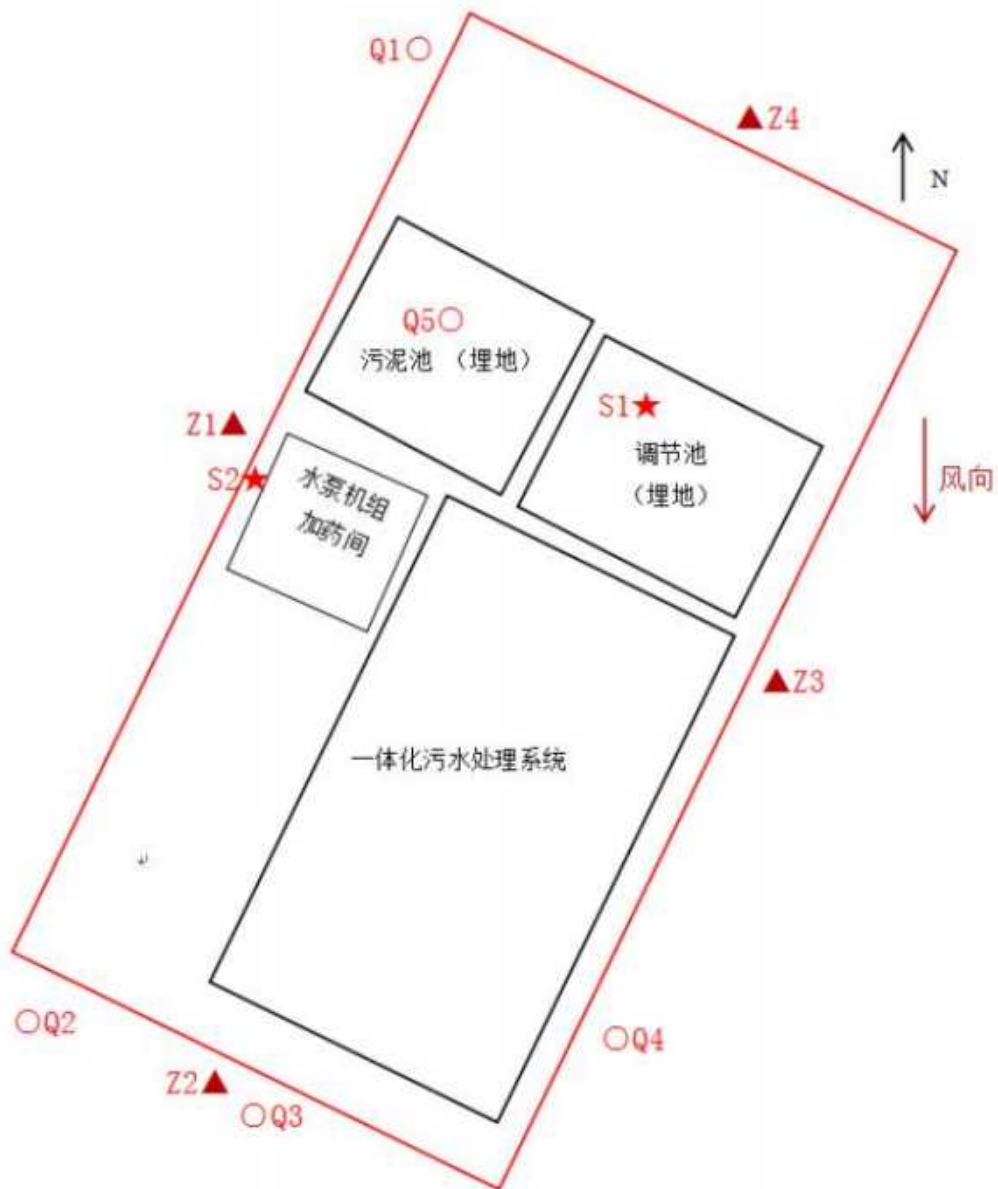 Q1○
▲Z4
N
Q5○
污泥池 （埋地）
S1★
Z1▲
调节池
（埋地）
S2★
水泵机组
加药间
风向
▲Z3
一体化污水处理系统
○Q2
○Q4
Z2▲
○Q3